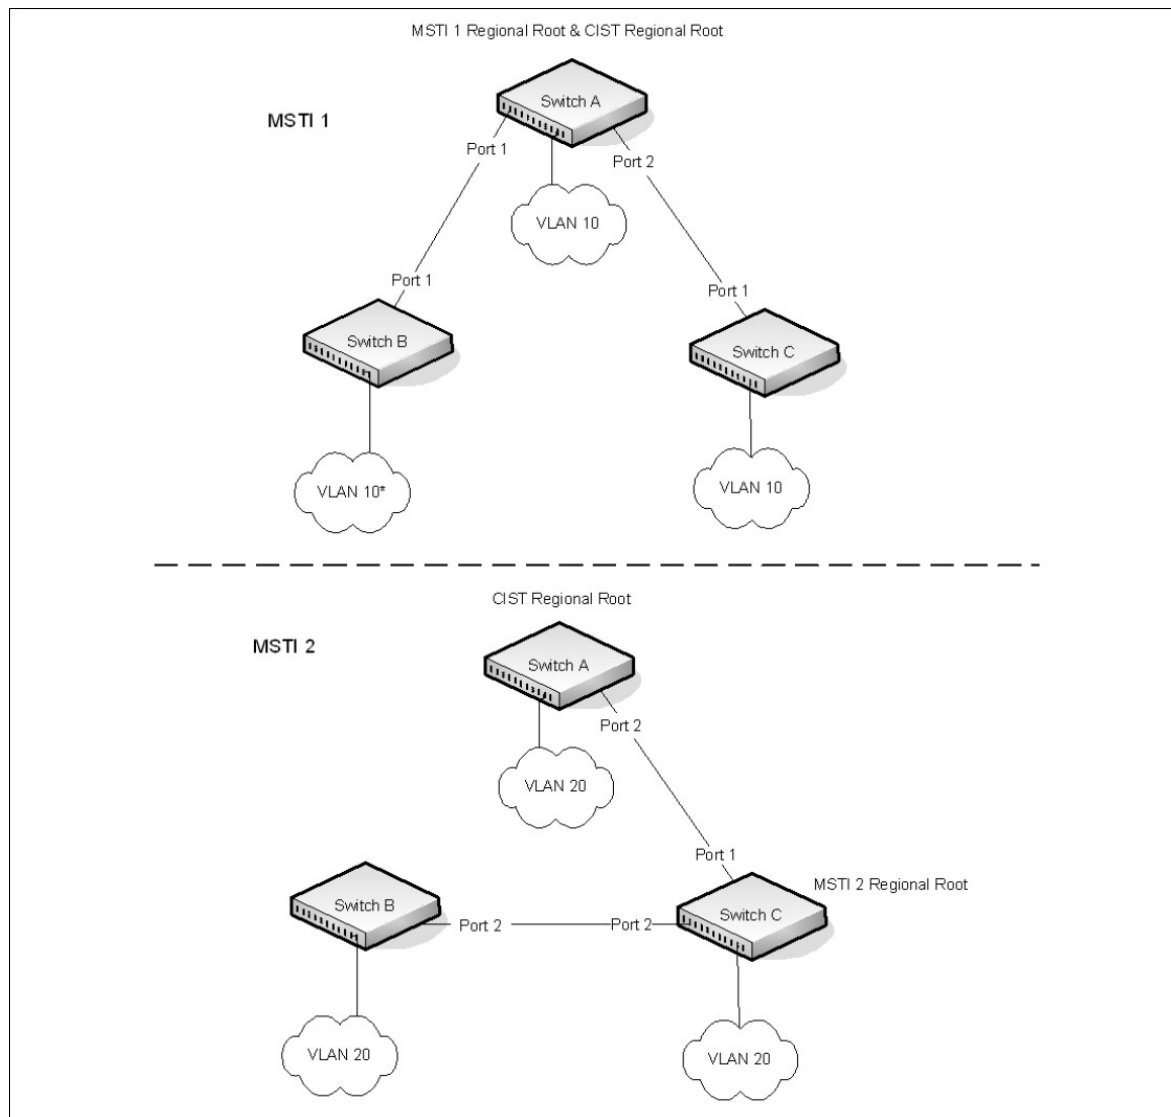 MSTI 1 Regional Root & CIST Regional Root
Switch A
MSTI 1
Port 1
Port 2
VLAN 10
Port 1
Port 1
Switch B
Switch C
VLAN 10*
VLAN 10
CIST Regional Root
MSTI 2
Switch A
Port 2
VLAN 20
Port 1
MSTI 2 Regional Root
Switch B
Switch C
Port 2
Port 2
VLAN 20
VLAN 20